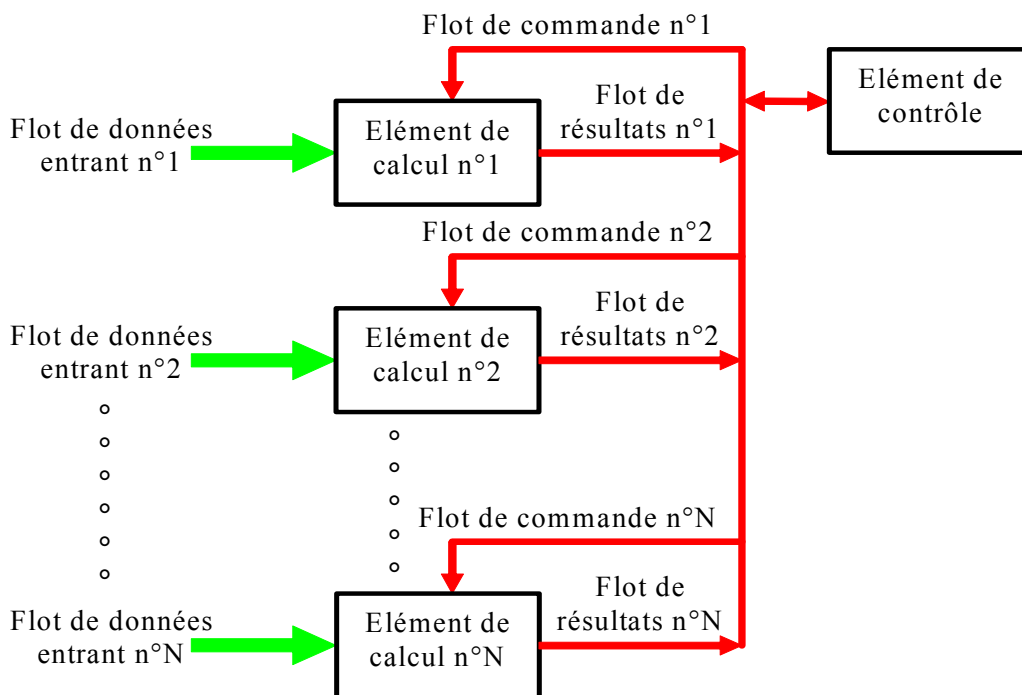 Flot de commande n°1
Elément de
contrôle
Flot de données
entrant n°1
Elément de
calcul n°1
Flot de
résultats n°1
Flot de commande n°2
Flot de données
entrant n°2
Elément de
calcul n°2
Flot de
résultats n°2
Flot de commande n°N
Flot de données
entrant n°N
Elément de
calcul n°N
Flot de
résultats n°N